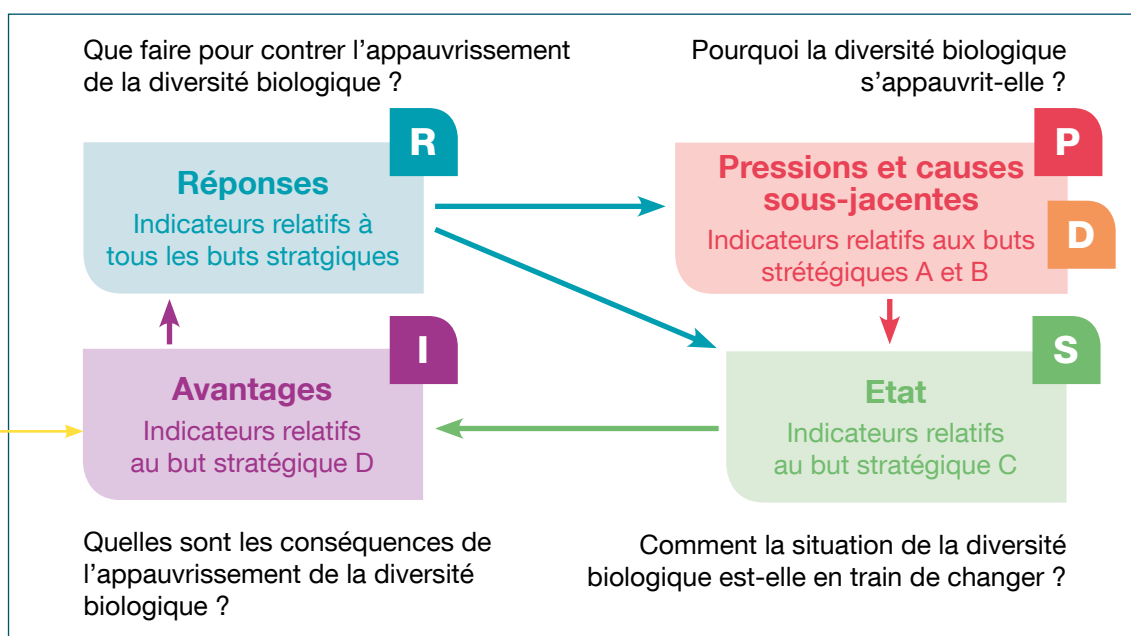 Que faire pour contrer l'appauvrissement
de la diversité biologique ?
Pourquoi la diversité biologique
s'appauvrit-elle ?
R
Réponses
Indicateurs relatifs à
tous les buts stratgiques
P
Pressions et causes
sous-jacentes
D
Indicateurs relatifs aux buts
strétégiques A et B
I
Avantages
Indicateurs relatifs
au but stratégique D
S
Etat
Indicateurs relatifs
au but stratégique C
Quelles sont les conséquences de
l'appauvrissement de la diversité
biologique ?
Comment la situation de la diversité
biologique est-elle en train de changer ?